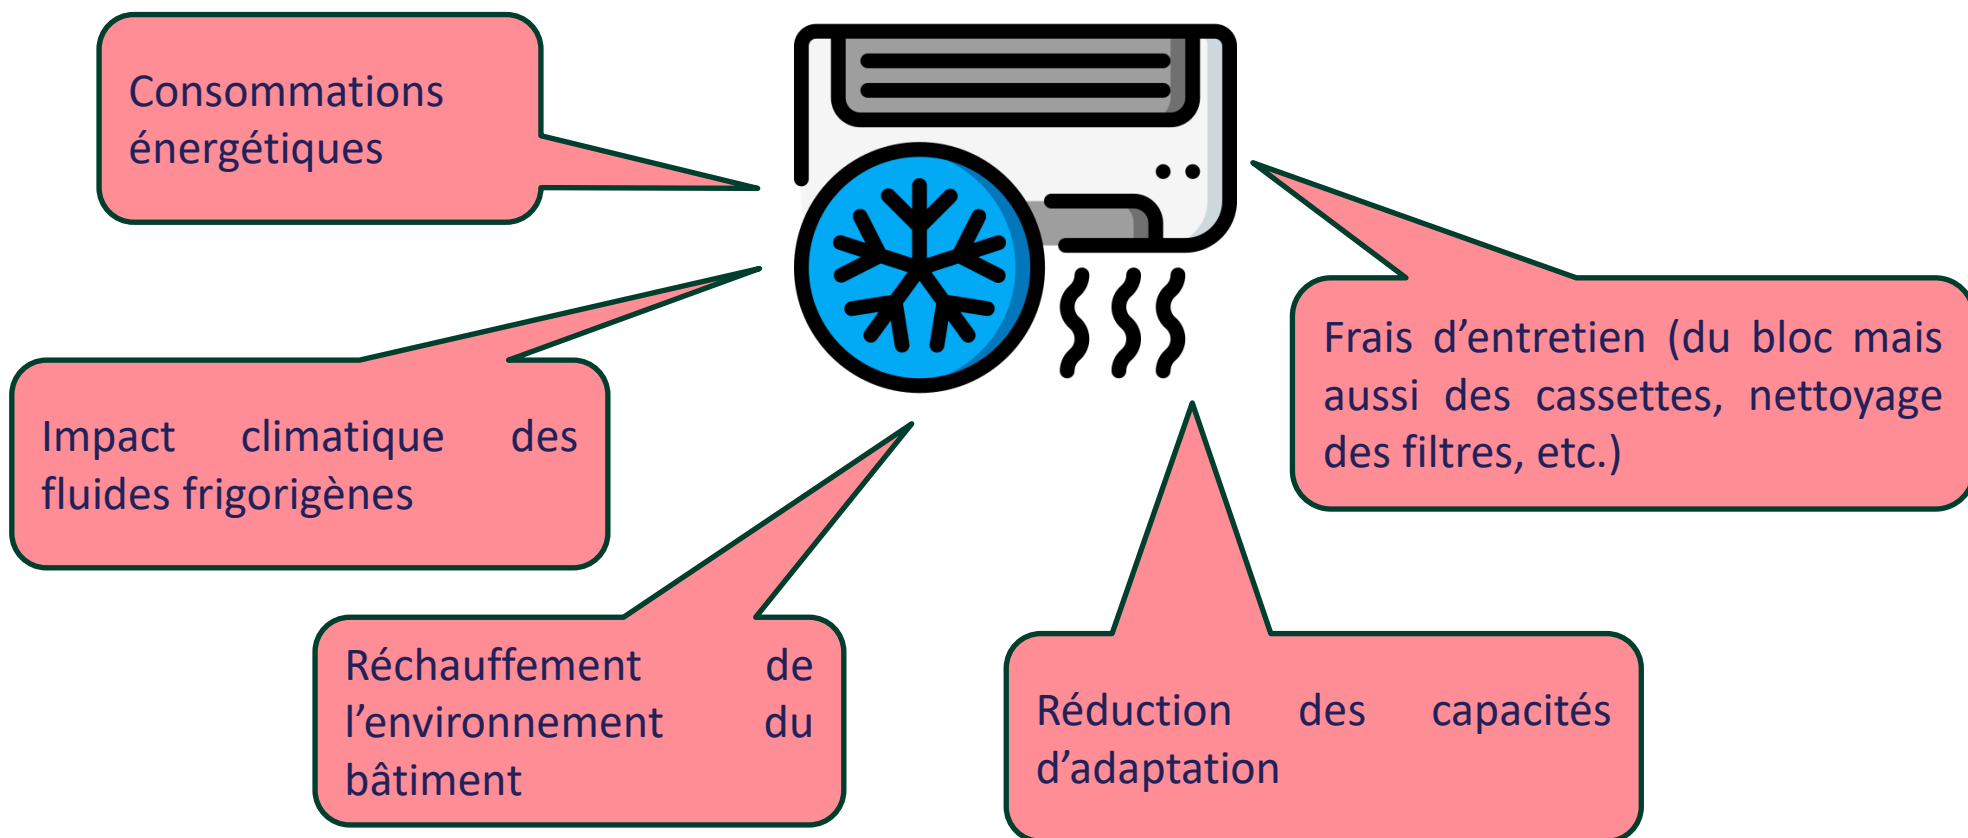 Consommations
énergétiques
Impact climatique des
fluides frigorigènes
Réchauffement de
l’environnement du
bâtiment
Réduction des capacités
d’adaptation
Frais d’entretien (du bloc mais
aussi des cassettes, nettoyage
des filtres, etc.)